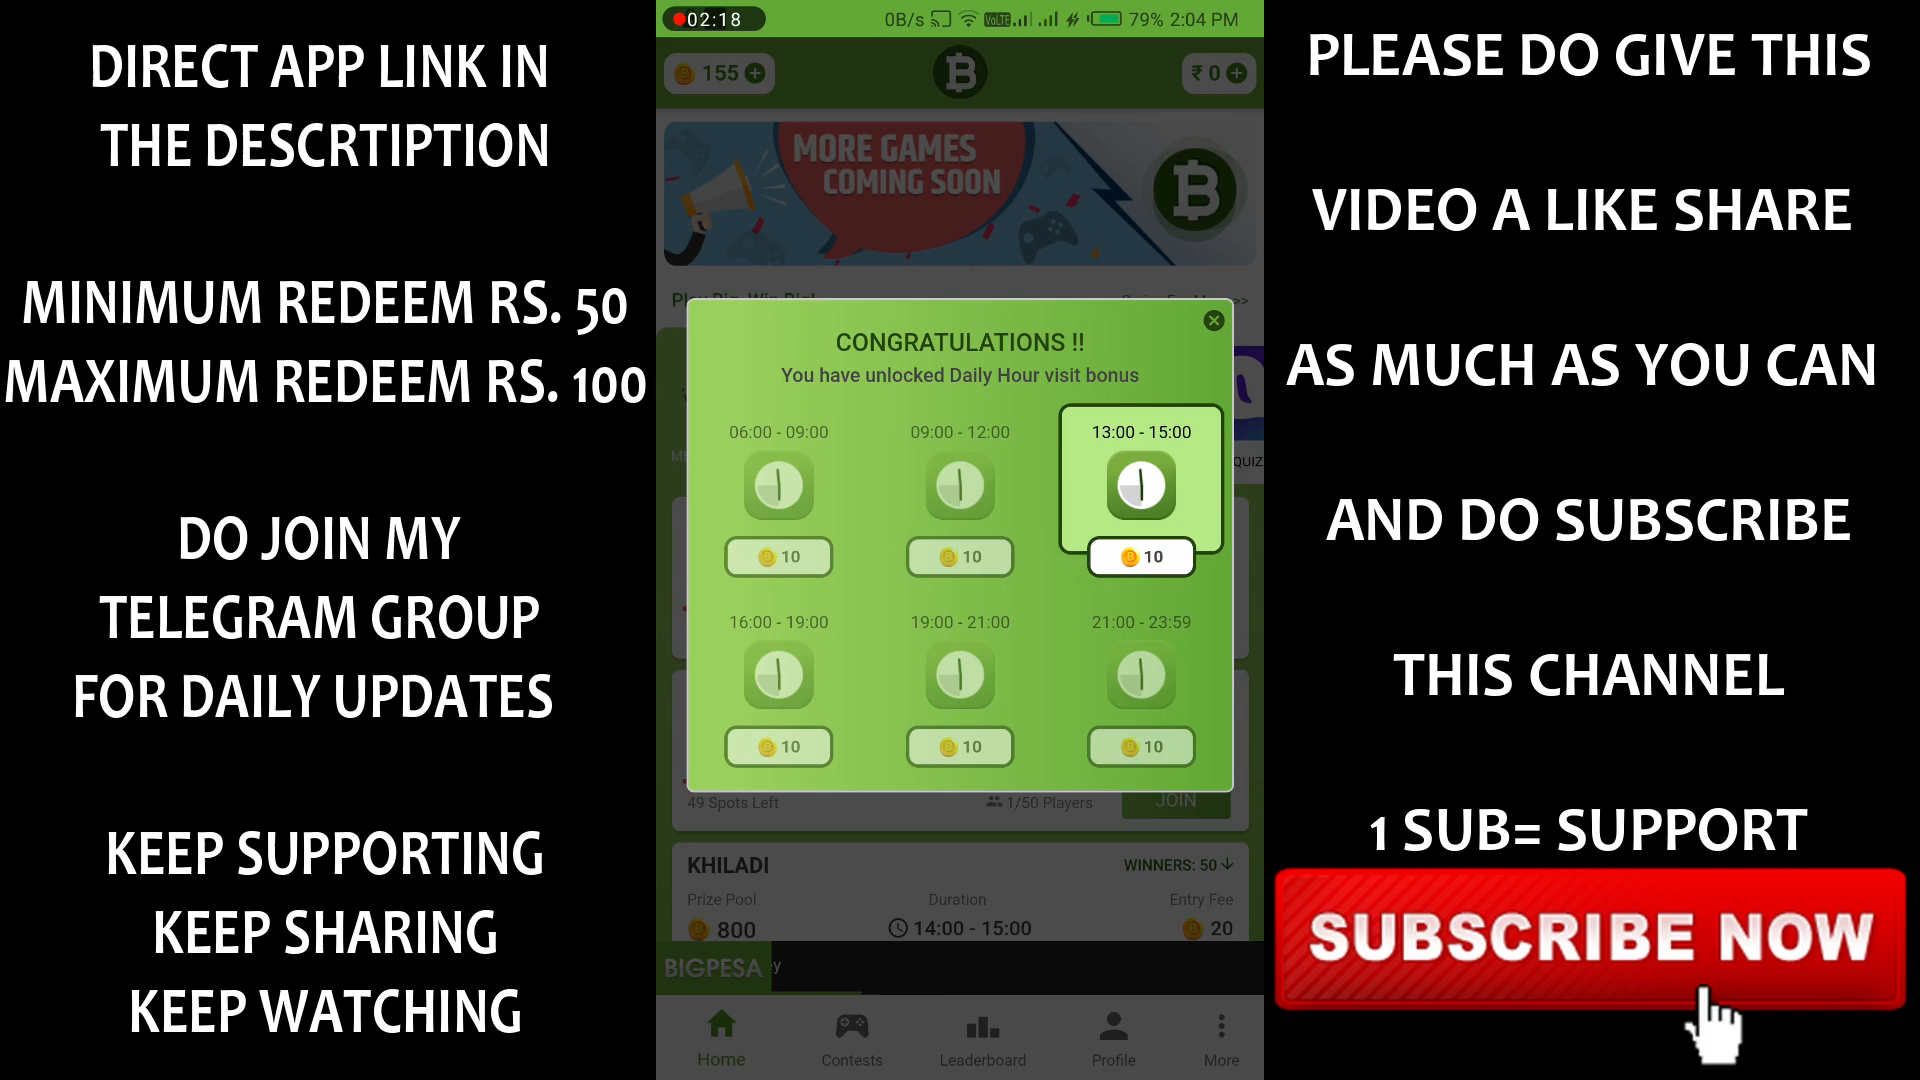 DIRECT APP LINK IN
THE DESCRTIPTION
MINIMUM REDEEM RS. 50
MAXIMUM REDEEM RS. 100
DO JOIN MY
TELEGRAM GROUP
FOR DAILY UPDATES
KEEP SUPPORTING
KEEP SHARING
KEEP WATCHING
02:18
0B/s VoLTE 79% 2:04 PM
155
₹ 0
MORE GAMES
COMING SOON
CONGRATULATIONS !!
You have unlocked Daily Hour visit bonus
06:00 - 09:00 09:00 - 12:00 13:00 - 15:00
QUIZ
10 10 10
16:00 - 19:00 19:00 - 21:00 21:00 - 23:59
10 10 10
49 Spots Left 1/50 Players JOIN
KHILADI WINNERS: 50
Prize Pool Duration Entry Fee
800 14:00 - 15:00 20
BIGPESA
Home Contests Leaderboard Profile More
PLEASE DO GIVE THIS
VIDEO A LIKE SHARE
AS MUCH AS YOU CAN
AND DO SUBSCRIBE
THIS CHANNEL
1 SUB= SUPPORT
SUBSCRIBE NOW